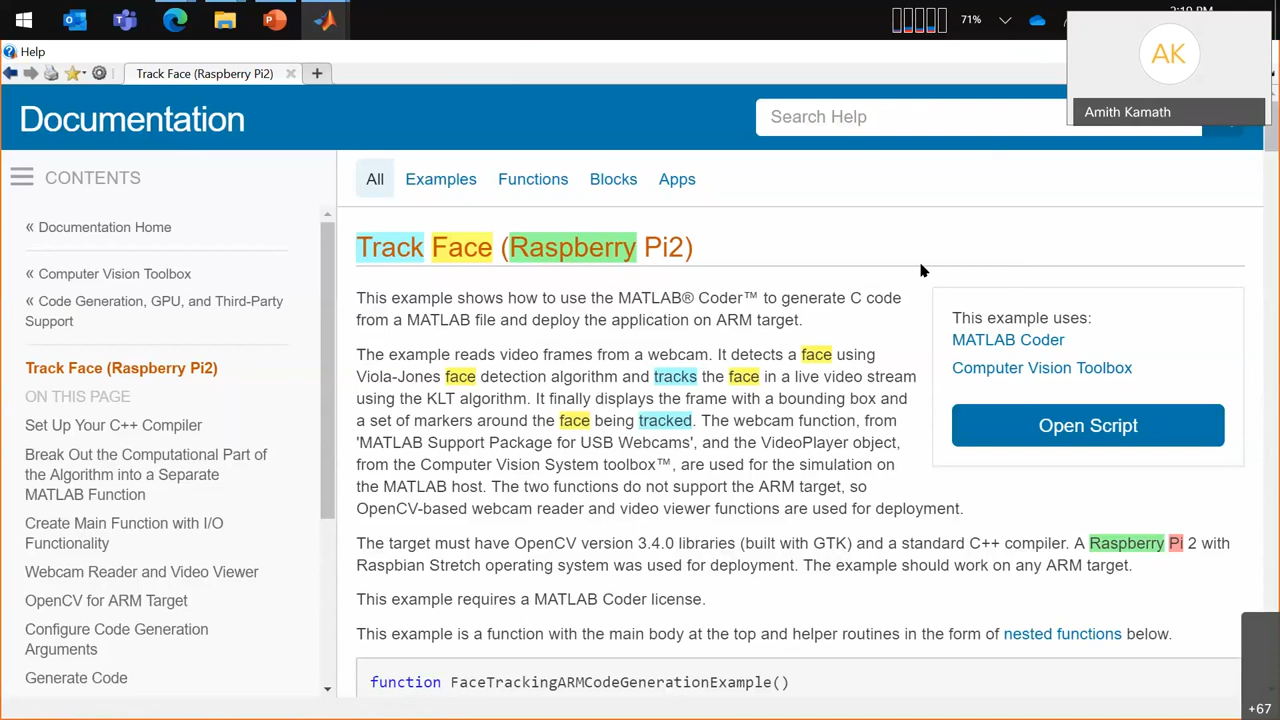 71%
AK
Amith Kamath
Help
Track Face (Raspberry Pi2)
Documentation
Search Help
CONTENTS
« Documentation Home
« Computer Vision Toolbox
« Code Generation, GPU, and Third-Party
Support
Track Face (Raspberry Pi2)
ON THIS PAGE
Set Up Your C++ Compiler
Break Out the Computational Part of
the Algorithm into a Separate
MATLAB Function
Create Main Function with I/O
Functionality
Webcam Reader and Video Viewer
OpenCV for ARM Target
Configure Code Generation
Arguments
Generate Code
All Examples Functions Blocks Apps
Track Face (Raspberry Pi2)
This example shows how to use the MATLAB® Coder™ to generate C code
from a MATLAB file and deploy the application on ARM target.
The example reads video frames from a webcam. It detects a face using
Viola-Jones face detection algorithm and tracks the face in a live video stream
using the KLT algorithm. It finally displays the frame with a bounding box and
a set of markers around the face being tracked. The webcam function, from
'MATLAB Support Package for USB Webcams', and the VideoPlayer object,
from the Computer Vision System toolbox™, are used for the simulation on
the MATLAB host. The two functions do not support the ARM target, so
OpenCV-based webcam reader and video viewer functions are used for deployment.
The target must have OpenCV version 3.4.0 libraries (built with GTK) and a standard C++ compiler. A Raspberry Pi 2 with
Raspbian Stretch operating system was used for deployment. The example should work on any ARM target.
This example requires a MATLAB Coder license.
This example is a function with the main body at the top and helper routines in the form of nested functions below.
function FaceTrackingARMCodeGenerationExample()
This example uses:
MATLAB Coder
Computer Vision Toolbox
Open Script
+67